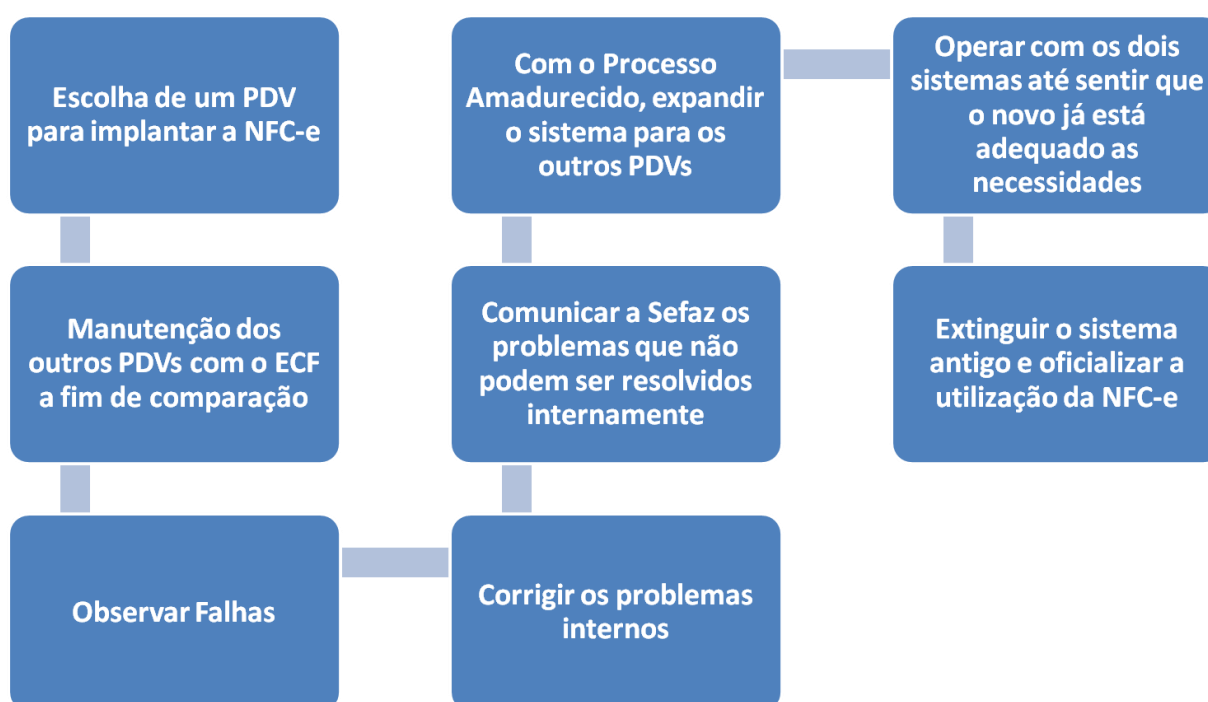 Escolha de um PDV
para implantar a NFC-e
Manutenção dos
outros PDVs com o ECF
a fim de comparação
Observar Falhas
Corrigir os problemas
internos
Comunicar a Sefaz os
problemas que não
podem ser resolvidos
internamente
Com o Processo
Amadurecido, expandir
o sistema para os
outros PDVs
Operar com os dois
sistemas até sentir que
o novo já está
adequado as
necessidades
Extinguir o sistema
antigo e oficializar a
utilização da NFC-e